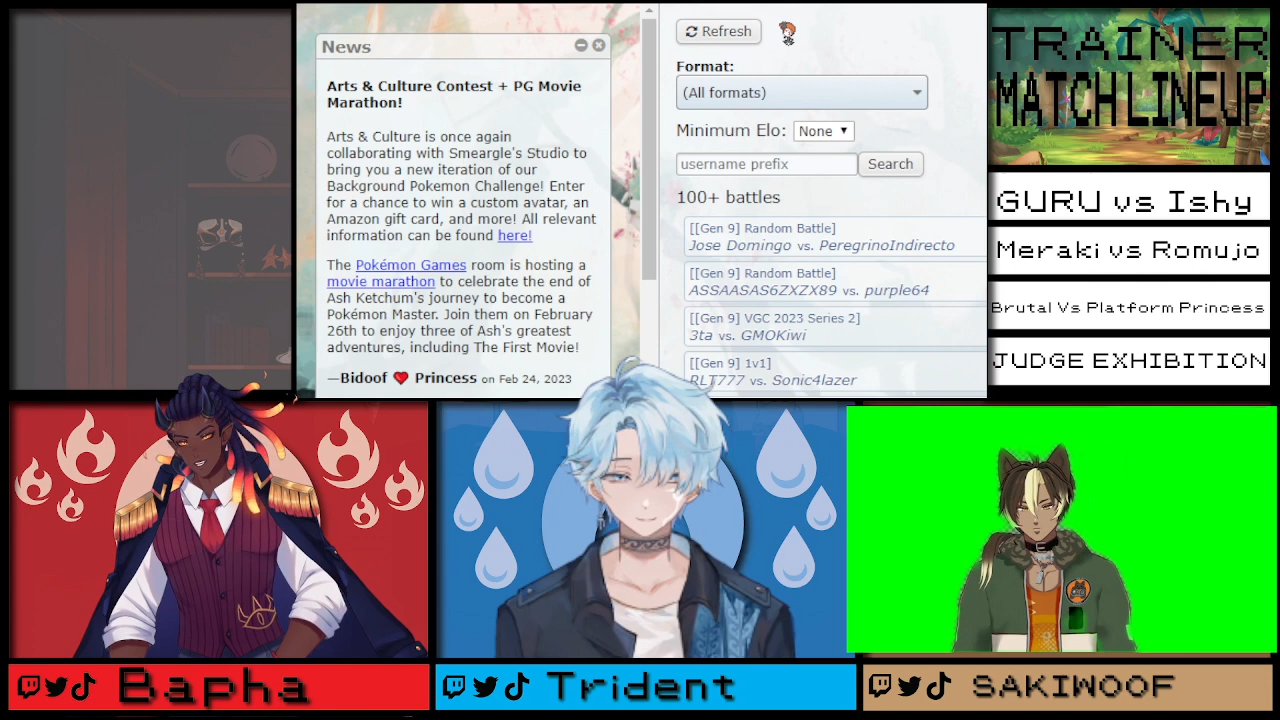 News
Arts & Culture Contest + PG Movie
Marathon!
Arts & Culture is once again
collaborating with Smeargle's Studio to
bring you a new iteration of our
Background Pokemon Challenge! Enter
for a chance to win a custom avatar, an
Amazon gift card, and more! All relevant
information can be found here!
The Pokémon Games room is hosting a
movie marathon to celebrate the end of
Ash Ketchum's journey to become a
Pokémon Master. Join them on February
26th to enjoy three of Ash's greatest
adventures, including The First Movie!
—Bidoof ❤ Princess on Feb 24, 2023
Refresh
Format:
(All formats)
Minimum Elo: None
username prefix Search
100+ battles
[[Gen 9] Random Battle]
Jose Domingo vs. PeregrinoIndirecto
[[Gen 9] Random Battle]
ASSAASAS6ZXZX89 vs. purple64
[[Gen 9] VGC 2023 Series 2]
3ta vs. GMOKiwi
[[Gen 9] 1v1]
RLT777 vs. Sonic4lazer
TRAINER
MATCH LINEUP
GURU vs Ishy
Meraki vs Romujo
Brutal Vs Platform Princess
JUDGE EXHIBITION
Bapha
Trident
SAKIWOOF